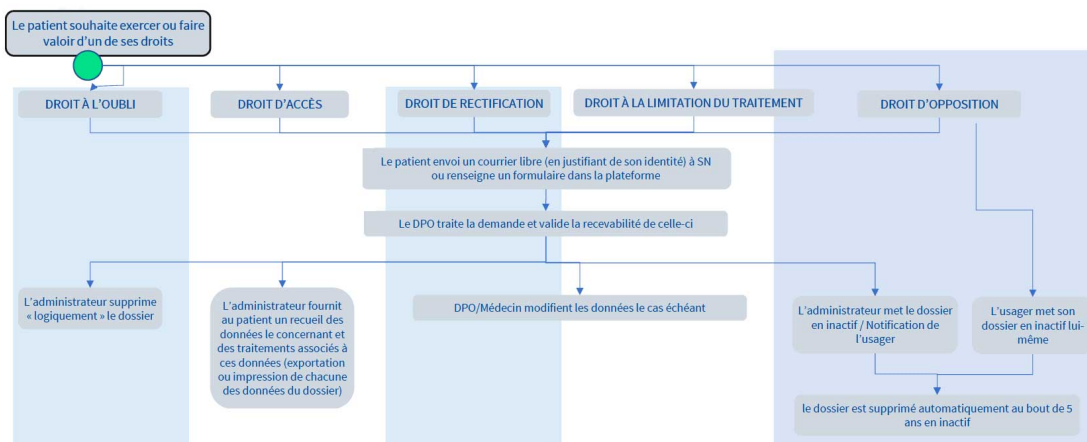 Le patient souhaite exercer ou faire
valoir d'un de ses droits
DROIT À L'OUBLI
DROIT D'ACCÈS
DROIT DE RECTIFICATION
DROIT À LA LIMITATION DU TRAITEMENT
DROIT D'OPPOSITION
Le patient envoi un courrier libre (en justifiant de son identité) à SN
ou renseigne un formulaire dans la plateforme
Le DPO traite la demande et valide la recevabilité de celle-ci
L'administrateur supprime
« logiquement » le dossier
L'administrateur fournit
au patient un recueil des
données le concernant et
des traitements associés à
ces données (exportation
ou impression de chacune
des données du dossier)
DPO/Médecin modifient les données le cas échéant
L'administrateur met le dossier
en inactif / Notification de
l'usager
L'usager met son
dossier en inactif lui-
même
le dossier est supprimé automatiquement au bout de 5
ans en inactif